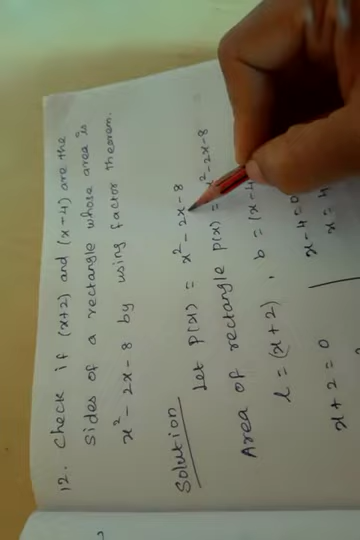 12. Check if (x+2) and (x-4) are the
sides of a rectangle whose area is
x² - 2x - 8 by using factor theorem.
Solution
Let P(x) = x² - 2x - 8
Area of rectangle P(x) = x² - 2x - 8
l = (x+2), b = (x-4
x+2 = 0
x-4=0
x = 4